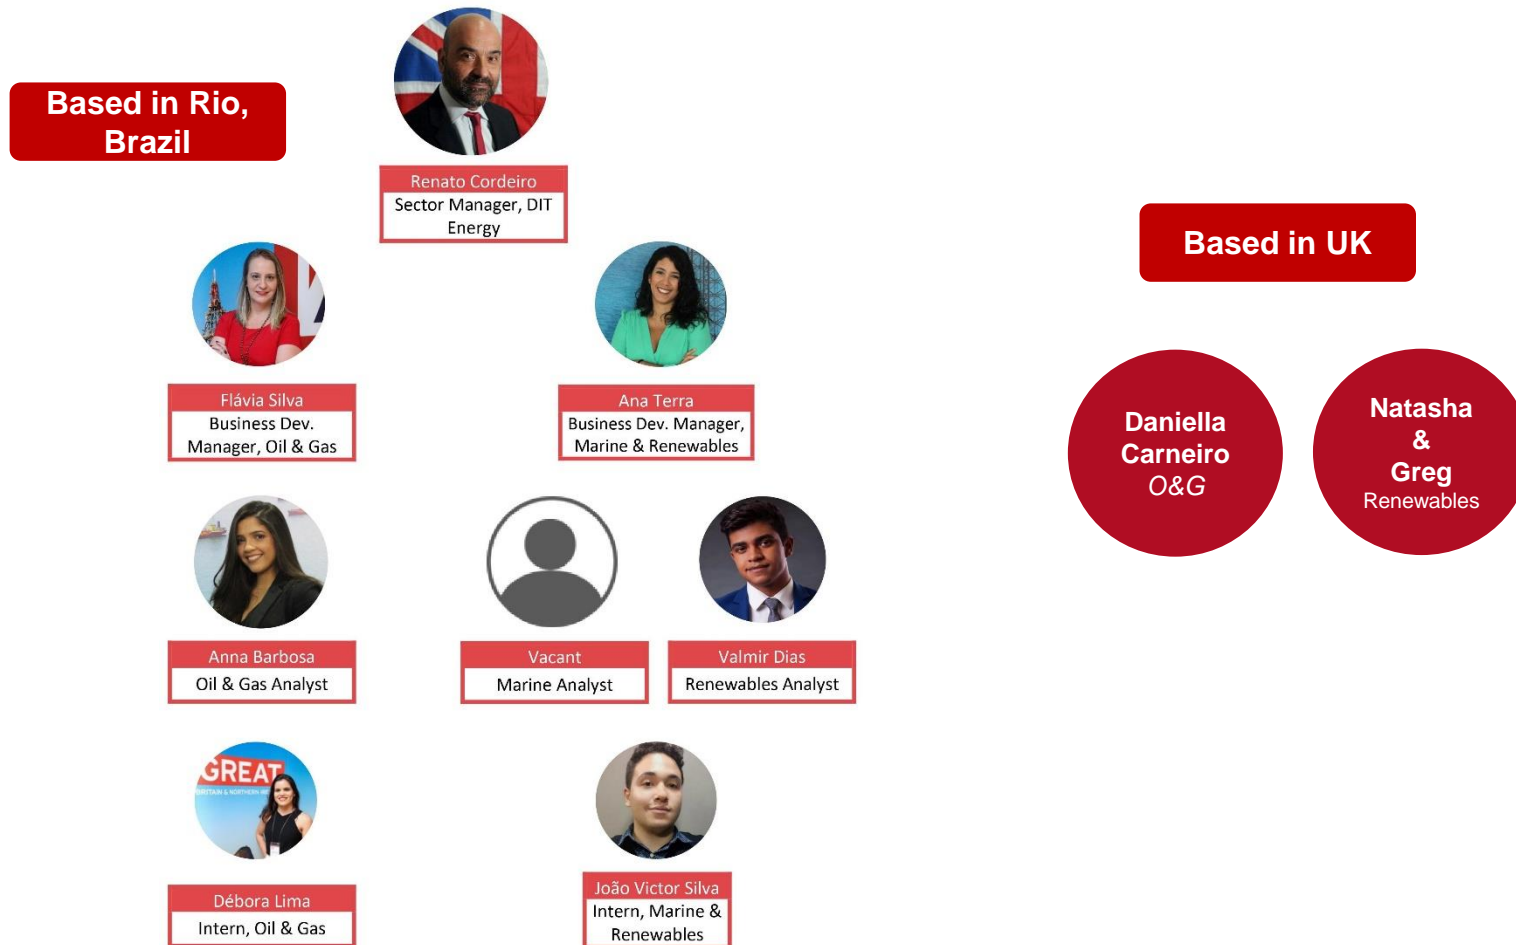 Based in Rio,
Brazil
Renato Cordeiro
Sector Manager, DIT
Energy
Based in UK
Flávia Silva
Business Dev.
Manager, Oil & Gas
Ana Terra
Business Dev. Manager,
Marine & Renewables
Daniella
Carneiro
O&G
Natasha
&
Greg
Renewables
Anna Barbosa
Oil & Gas Analyst
Vacant
Marine Analyst
Valmir Dias
Renewables Analyst
GREAT
BRITAIN & NORTHERN
Débora Lima
Intern, Oil & Gas
João Victor Silva
Intern, Marine &
Renewables